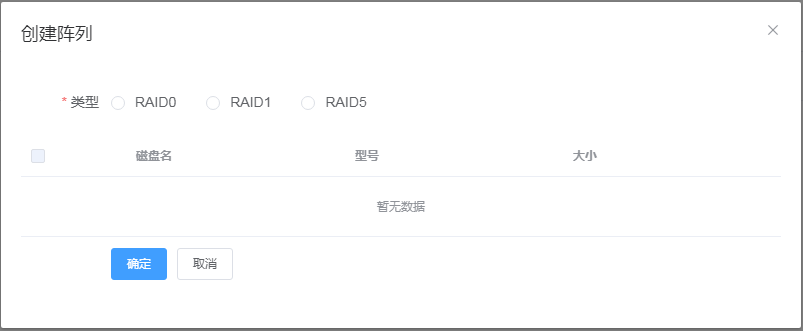 创建阵列
* 类型 RAID0 RAID1 RAID5
磁盘名 型号 大小
暂无数据
确定 取消